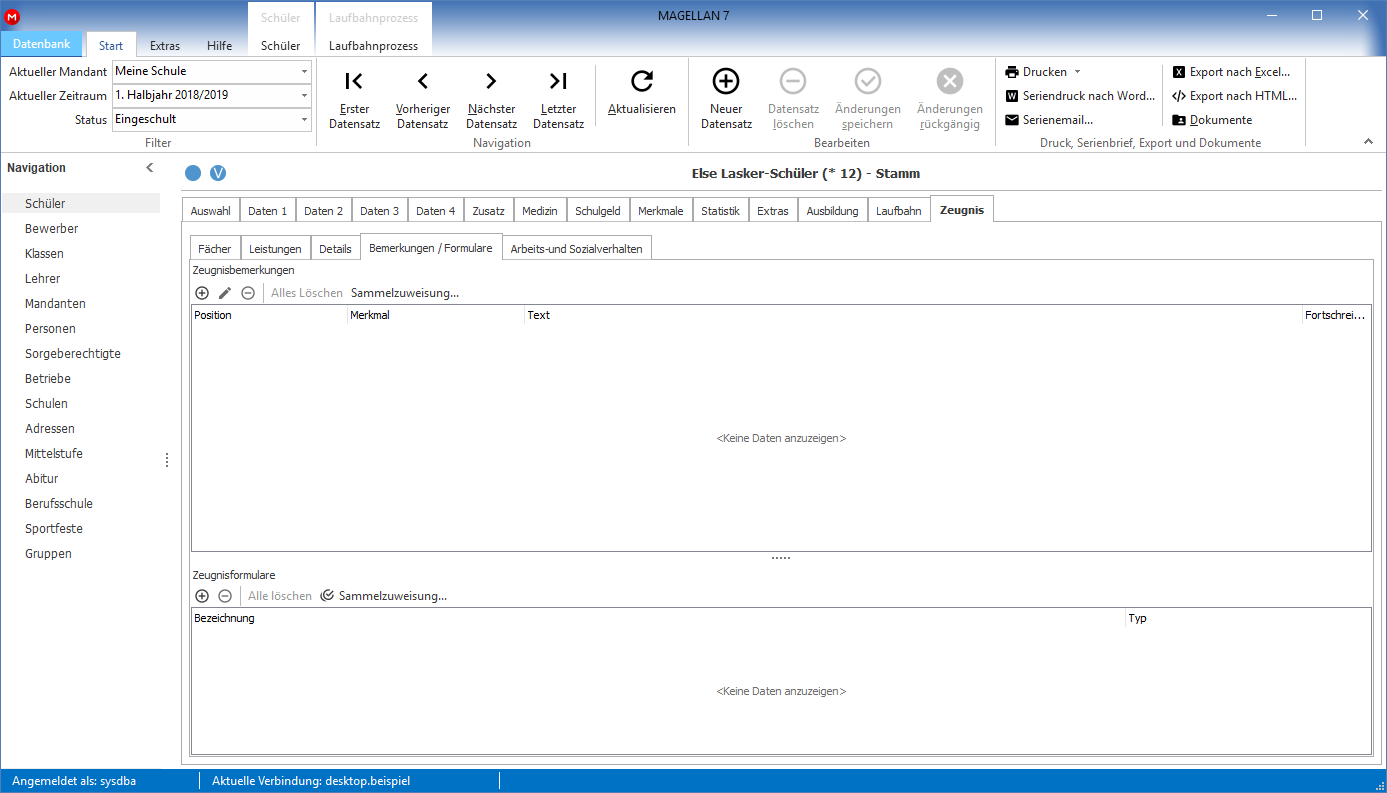 M
MAGELLAN 7
Schüler
Laufbahnprozess
Datenbank
Start
Extras
Hilfe
Schüler
Laufbahnprozess
Aktueller Mandant
Meine Schule
Aktueller Zeitraum
1. Halbjahr 2018/2019
Status
Eingeschult
Filter
Erster
Datensatz
Vorheriger
Datensatz
Nächster
Datensatz
Letzter
Datensatz
Aktualisieren
Navigation
Neuer
Datensatz
Datensatz
löschen
Änderungen
speichern
Änderungen
rückgängig
Bearbeiten
Drucken
Seriendruck nach Word...
Serienemail...
Export nach Excel...
Export nach HTML...
Dokumente
Druck, Serienbrief, Export und Dokumente
Navigation
Schüler
Bewerber
Klassen
Lehrer
Mandanten
Personen
Sorgeberechtigte
Betriebe
Schulen
Adressen
Mittelstufe
Abitur
Berufsschule
Sportfeste
Gruppen
V
Else Lasker-Schüler (* 12) - Stamm
Auswahl
Daten 1
Daten 2
Daten 3
Daten 4
Zusatz
Medizin
Schulgeld
Merkmale
Statistik
Extras
Ausbildung
Laufbahn
Zeugnis
Fächer
Leistungen
Details
Bemerkungen / Formulare
Arbeits-und Sozialverhalten
Zeugnisbemerkungen
Alles Löschen
Sammelzuweisung...
Position
Merkmal
Text
Fortschrei...
<Keine Daten anzuzeigen>
Zeugnisformulare
Alle löschen
Sammelzuweisung...
Bezeichnung
Typ
<Keine Daten anzuzeigen>
Angemeldet als: sysdba
Aktuelle Verbindung: desktop.beispiel